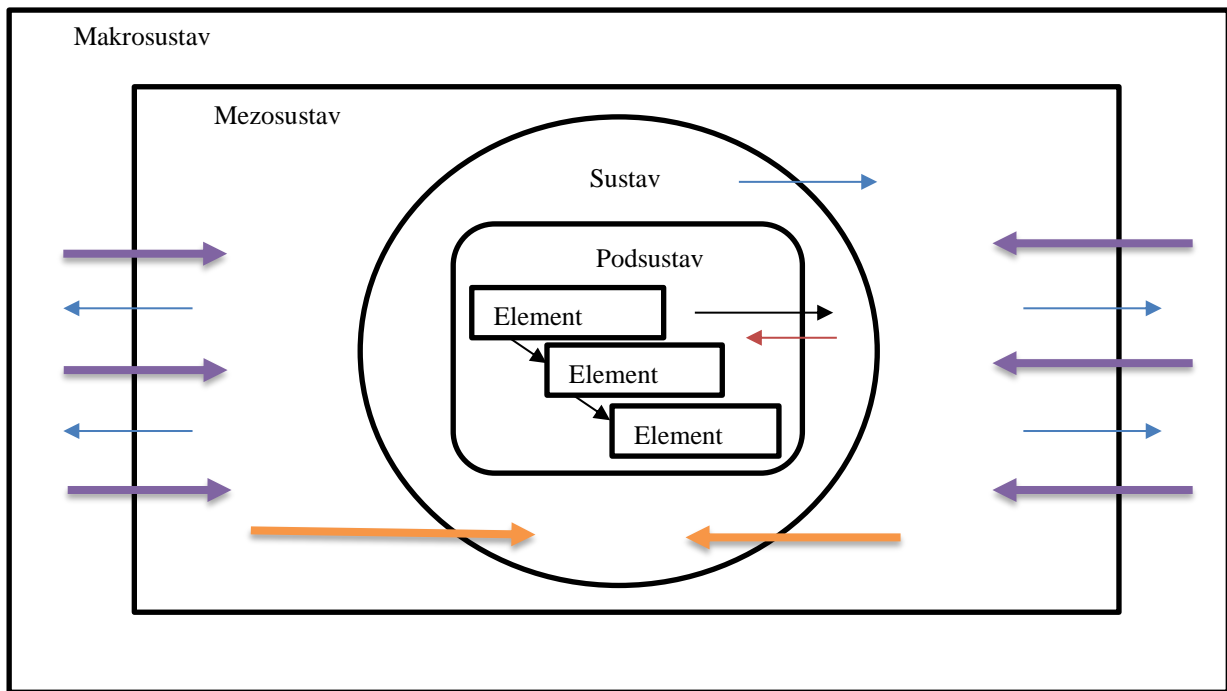 Makrosustav
Mezosustav
Sustav
Podsustav
Element
Element
Element